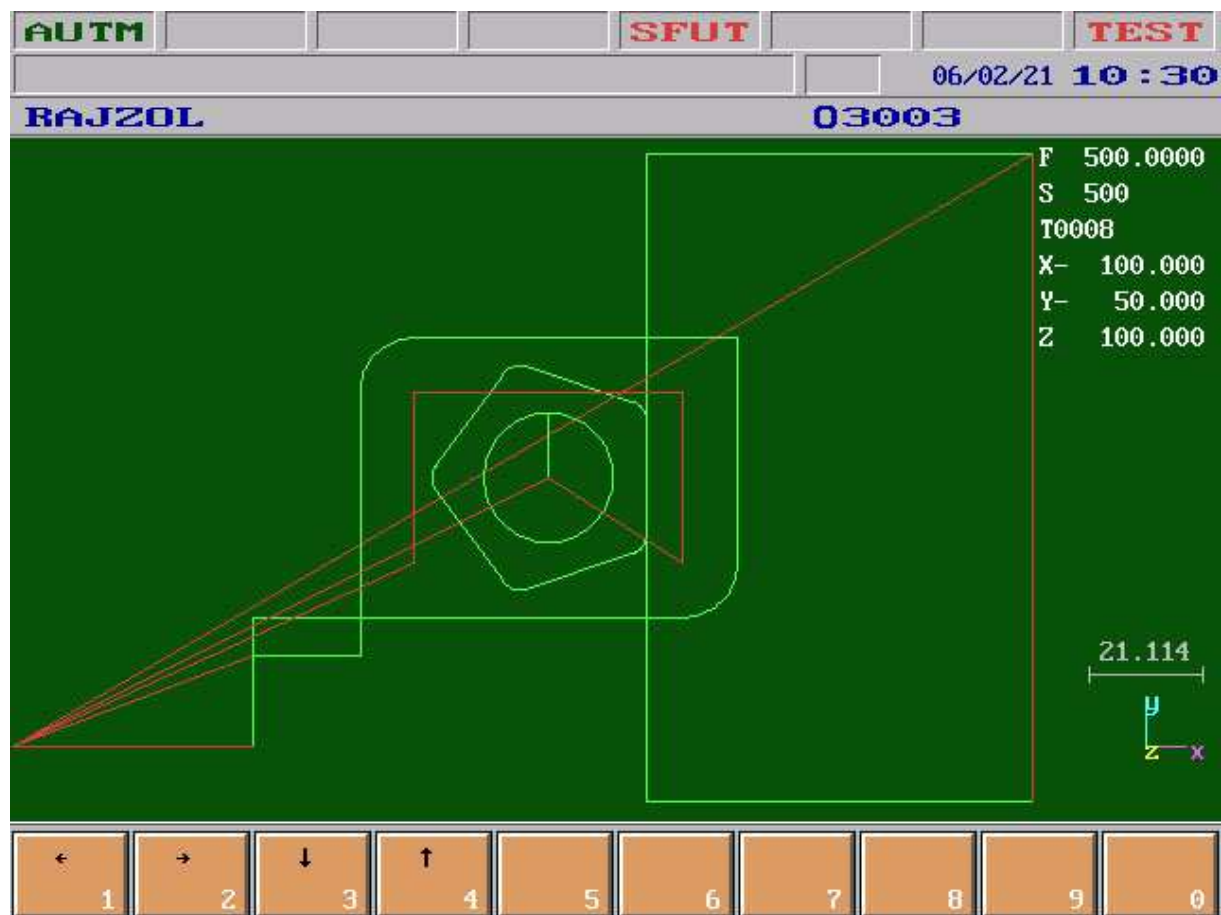 AUTM SFUT TEST
06/02/21 10:30
RAJZOL O3003
F 500.0000
S 500
T0008
X- 100.000
Y- 50.000
Z 100.000
21.114
y
z x
← → ↓ ↑
1 2 3 4 5 6 7 8 9 0